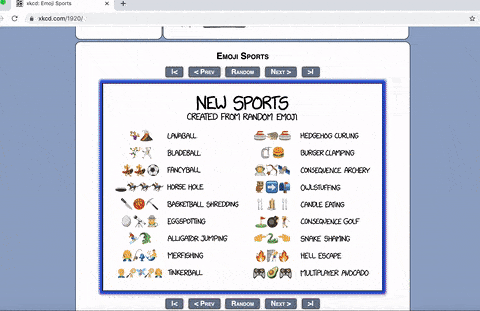 xkcd: Emoji Sports
xkcd.com/1920/
Emoji Sports
|<
< Prev
Random
Next >
>|
NEW SPORTS
CREATED FROM RANDOM EMOJI
LAVABALL
BLADEBALL
FANCYBALL
HORSE HOLE
BASKETBALL SHREDDING
EGGSPOTTING
ALLIGATOR JUMPING
MERFISHING
TINKERBALL
HEDGEHOG CURLING
BURGER CLAMPING
CONSEQUENCE ARCHERY
OWLSTUFFING
CANDLE EATING
CONSEQUENCE GOLF
SNAKE SHAMING
HELL ESCAPE
MULTIPLAYER AVOCADO
|<
< Prev
Random
Next >
>|